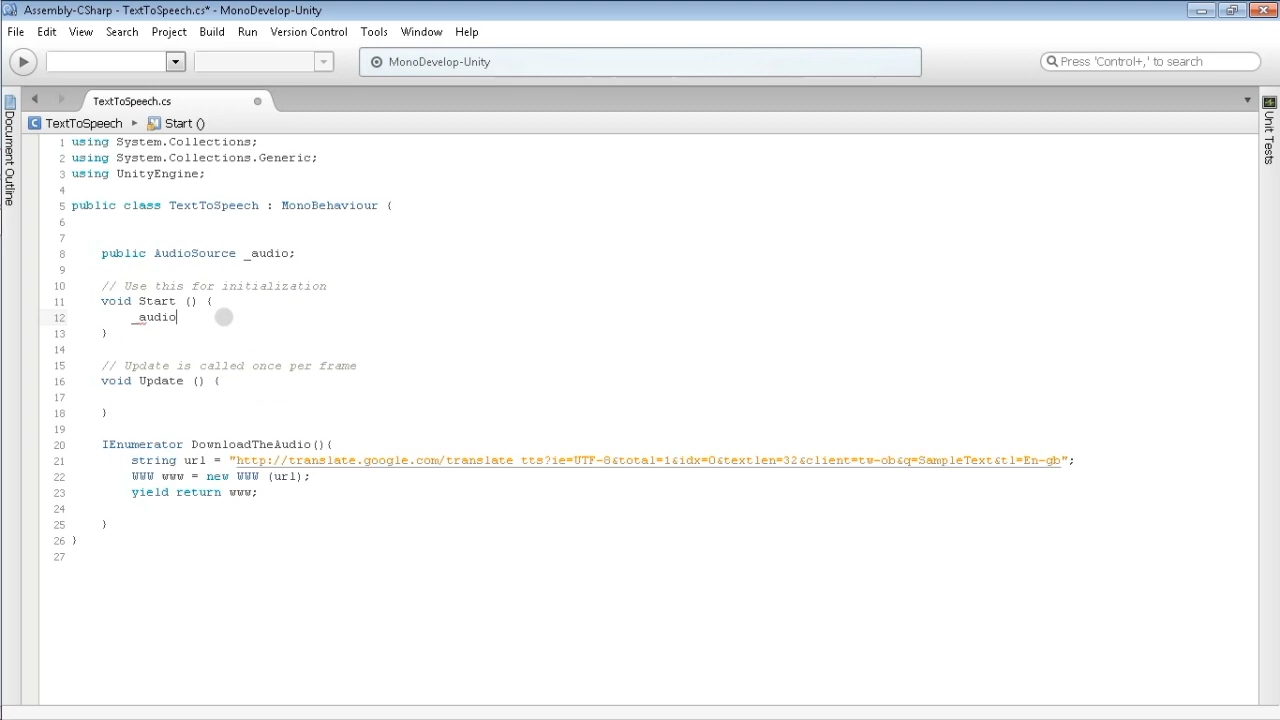 Assembly-CSharp - TextToSpeech.cs* - MonoDevelop-Unity
File Edit View Search Project Build Run Version Control Tools Window Help
MonoDevelop-Unity
Press 'Control+,' to search
TextToSpeech.cs
TextToSpeech Start ()
Document Outline
Unit Tests
1 using System.Collections;
2 using System.Collections.Generic;
3 using UnityEngine;
4
5 public class TextToSpeech : MonoBehaviour {
6
7
8 public AudioSource _audio;
9
10 // Use this for initialization
11 void Start () {
12 _audio
13 }
14
15 // Update is called once per frame
16 void Update () {
17
18 }
19
20 IEnumerator DownloadTheAudio(){
21 string url = "http://translate.google.com/translate_tts?ie=UTF-8&total=1&idx=0&textlen=32&client=tw-ob&q=SampleText&tl=En-gb";
22 WWW www = new WWW (url);
23 yield return www;
24
25 }
26 }
27